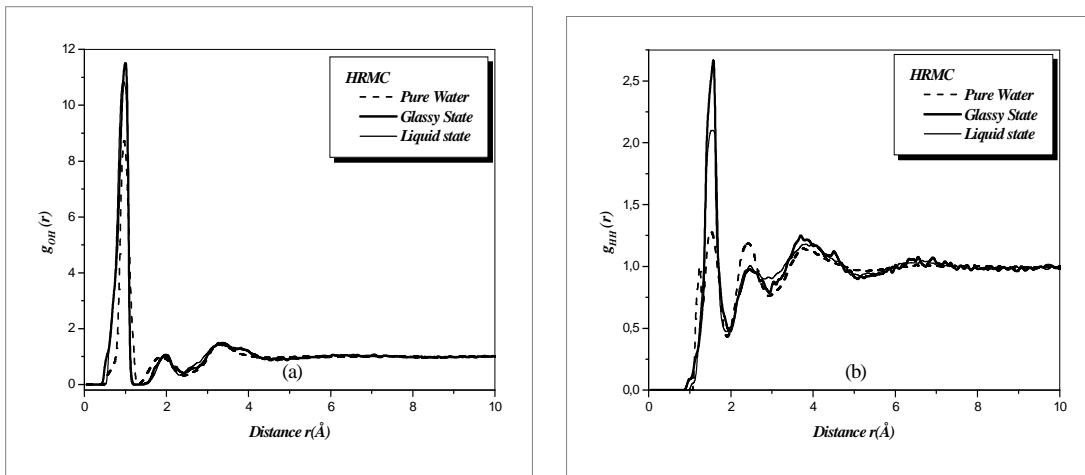 12
10
8
6
4
2
0
g_OH(r)
HRMC
Pure Water
Glassy State
Liquid state
(a)
0 2 4 6 8 10
Distance r(Å)
2,5
2,0
1,5
1,0
0,5
0,0
g_HH(r)
HRMC
Pure Water
Glassy State
Liquid state
(b)
0 2 4 6 8 10
Distance r(Å)